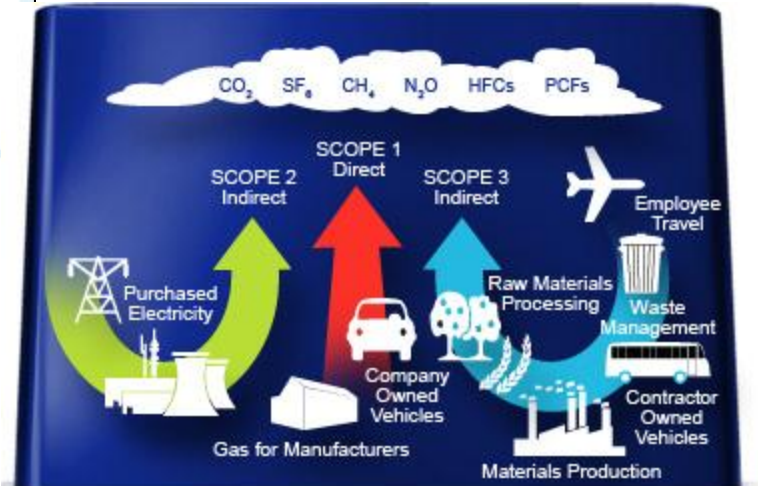 CO₂ SF₆ CH₄ N₂O HFCs PCFs
SCOPE 1
Direct
SCOPE 2
Indirect
SCOPE 3
Indirect
Employee
Travel
Purchased
Electricity
Raw Materials
Processing
Waste
Management
Company
Owned
Vehicles
Contractor
Owned
Vehicles
Gas for Manufacturers
Materials Production